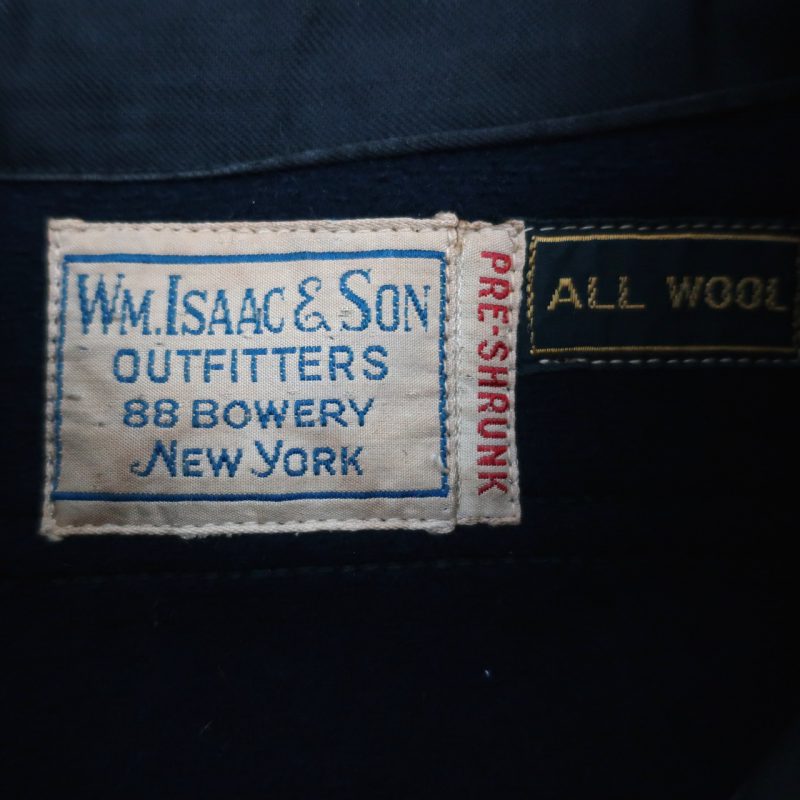 WM. ISAAC & SON
OUTFITTERS
88 BOWERY
NEW YORK
PRE-SHRUNK
ALL WOOL